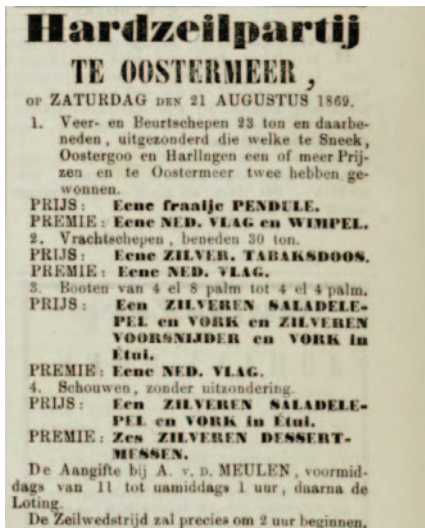 Hardzeilpartij
TE OOSTERMEER,
OP ZATURDAG DEN 21 AUGUSTUS 1869.
1. Veer- en Beurtschepen 23 ton en daarbe-
neden, uitgezonderd die welke te Sneek,
Oostergoo en Harlingen een of meer Prij-
zen en te Oostermeer twee hebben ge-
wonnen.
PRIJS: Eene fraaije PENDULE.
PREMIE: Eene NED. VLAG en WIMPEL.
2. Vrachtschepen, beneden 30 ton.
PRIJS: Eene ZILVER. TABAKSDOOS.
PREMIE: Eene NED. VLAG.
3. Booten van 4 el 8 palm tot 4 el 4 palm.
PRIJS: Een ZILVEREN SALADELE-
PEL en VORK en ZILVEREN
VOORSNIJDER en VORK in
Étui.
PREMIE: Eene NED. VLAG.
4. Schouwen, zonder uitzondering.
PRIJS: Een ZILVEREN SALADELE-
PEL en VORK in Étui.
PREMIE: Zes ZILVEREN DESSERT-
MESSEN.
De Aangifte bij A. v. D. MEULEN, voormid-
dags van 11 tot uamiddags 1 uur, daarna de
Loting.
De Zeilwedstrijd zal precies om 2 uur beginnen,